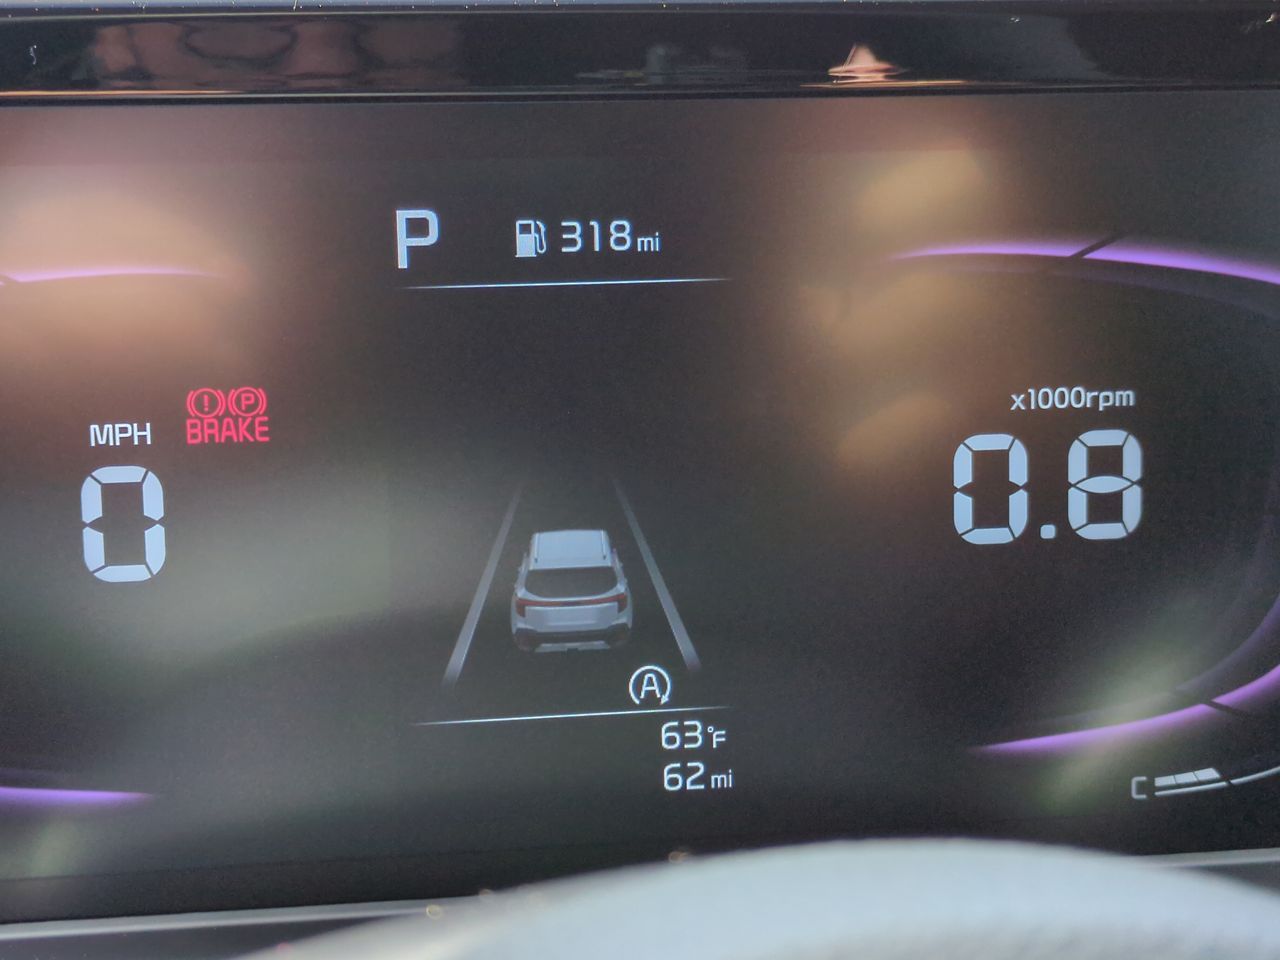 P 318 mi
! P
BRAKE
MPH
0
x1000rpm
0.8
A
63°F
62 mi
C